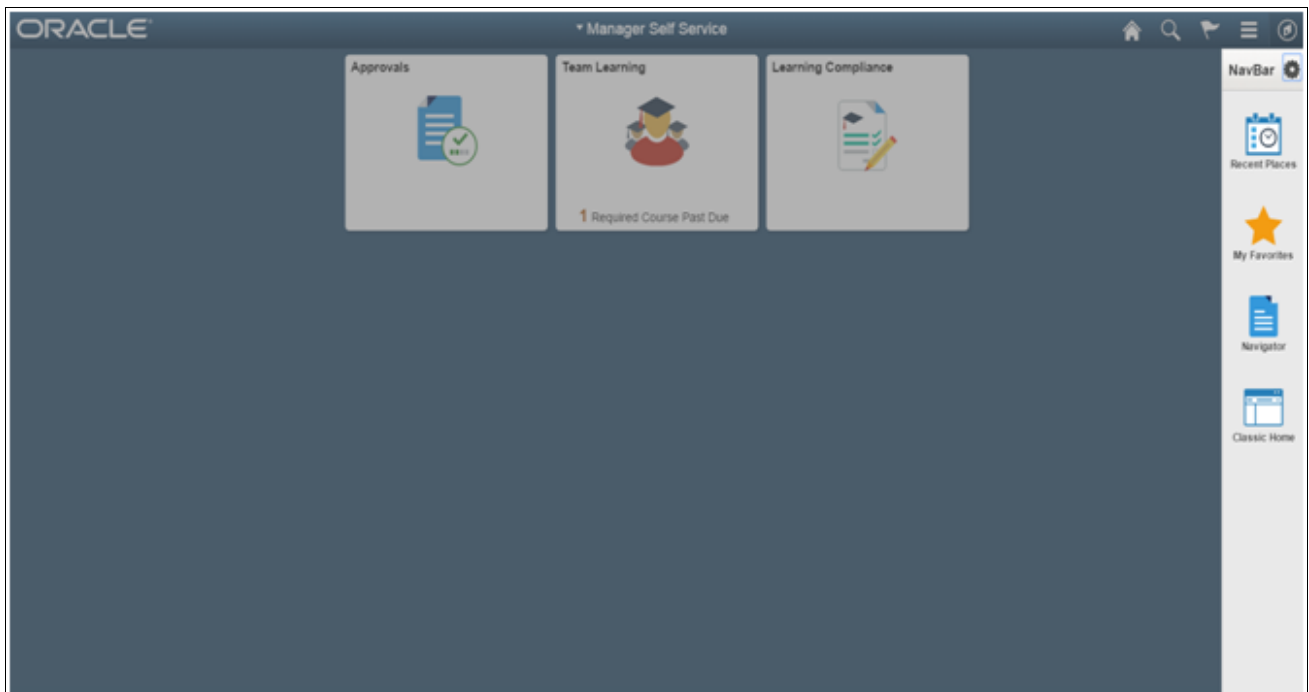 ORACLE
Manager Self Service
NavBar
Approvals
Team Learning
Learning Compliance
1 Required Course Past Due
Recent Places
My Favorites
Navigator
Classic Home